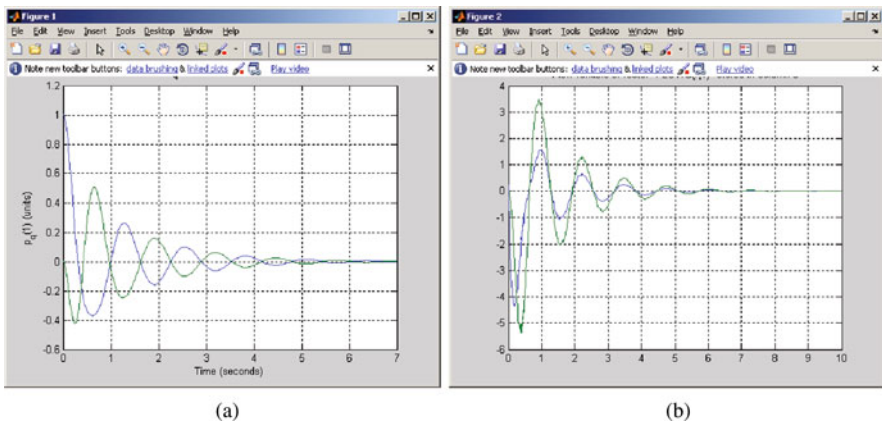 Figure 1
File Edit View Insert Tools Desktop Window Help
Note new toolbar buttons: data brushing & linked plots Play video
1.2
1
0.8
0.6
0.4
0.2
0
-0.2
-0.4
-0.6
p_q(1) (units)
0 1 2 3 4 5 6 7
Time (seconds)
(a)
Figure 2
File Edit View Insert Tools Desktop Window Help
Note new toolbar buttons: data brushing & linked plots Play video
4
3
2
1
0
-1
-2
-3
-4
-5
-6
0 1 2 3 4 5 6 7 8 9 10
(b)